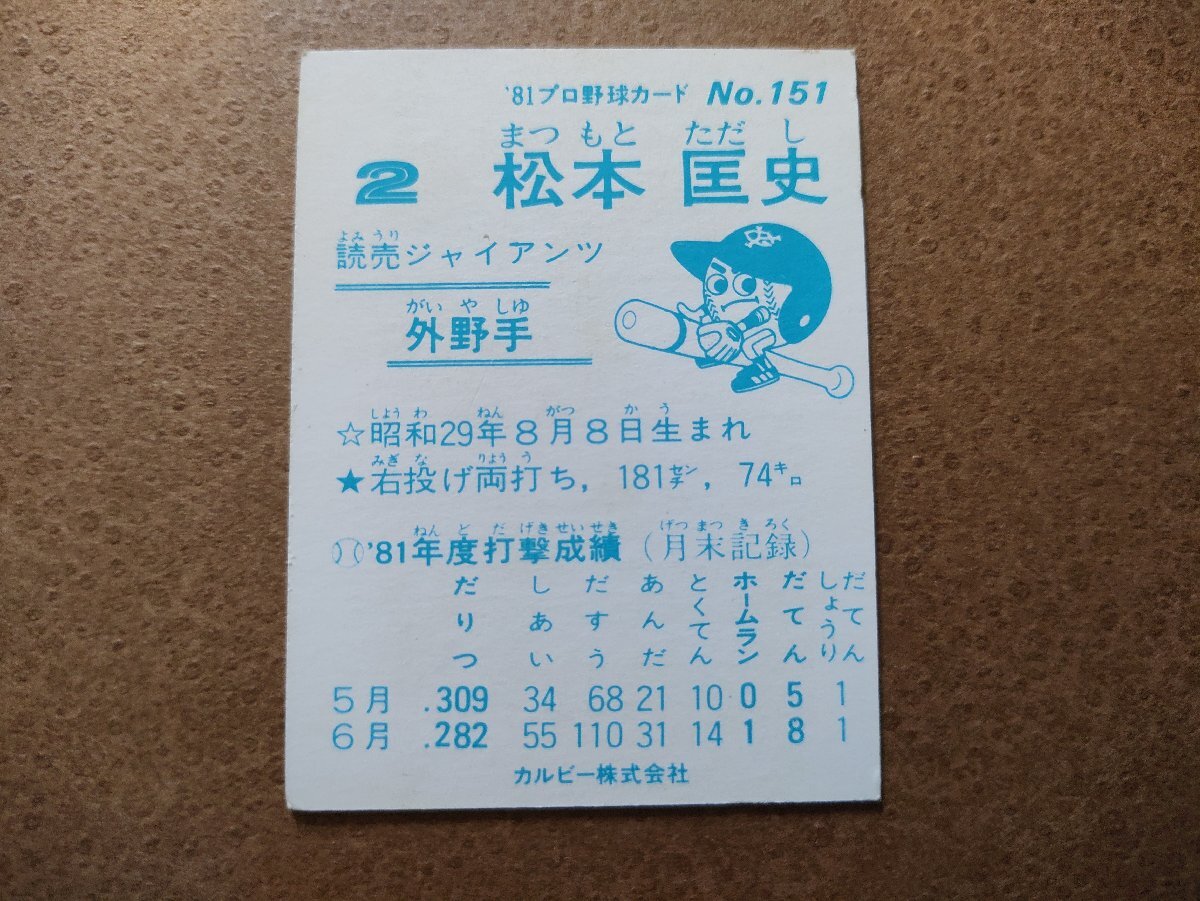 '81プロ野球カード No.151
まつ もと ただ し
2 松本 匡史
よみ うり
読売ジャイアンツ
がい や しゆ
外野手
しよう わ ねん がつ か う
☆昭和29年8月8日生まれ
みぎ な りよう う
★右投げ両打ち, 181センチ, 74キロ
ねん ど だ げき せい せき げつ まつ き ろく
'81年度打撃成績 (月末記録)
だりつ しあい だすう あんだ とくてん ホームラン だてん しょうり だてん
5月 .309 34 68 21 10 0 5 1
6月 .282 55 110 31 14 1 8 1
カルビー株式会社